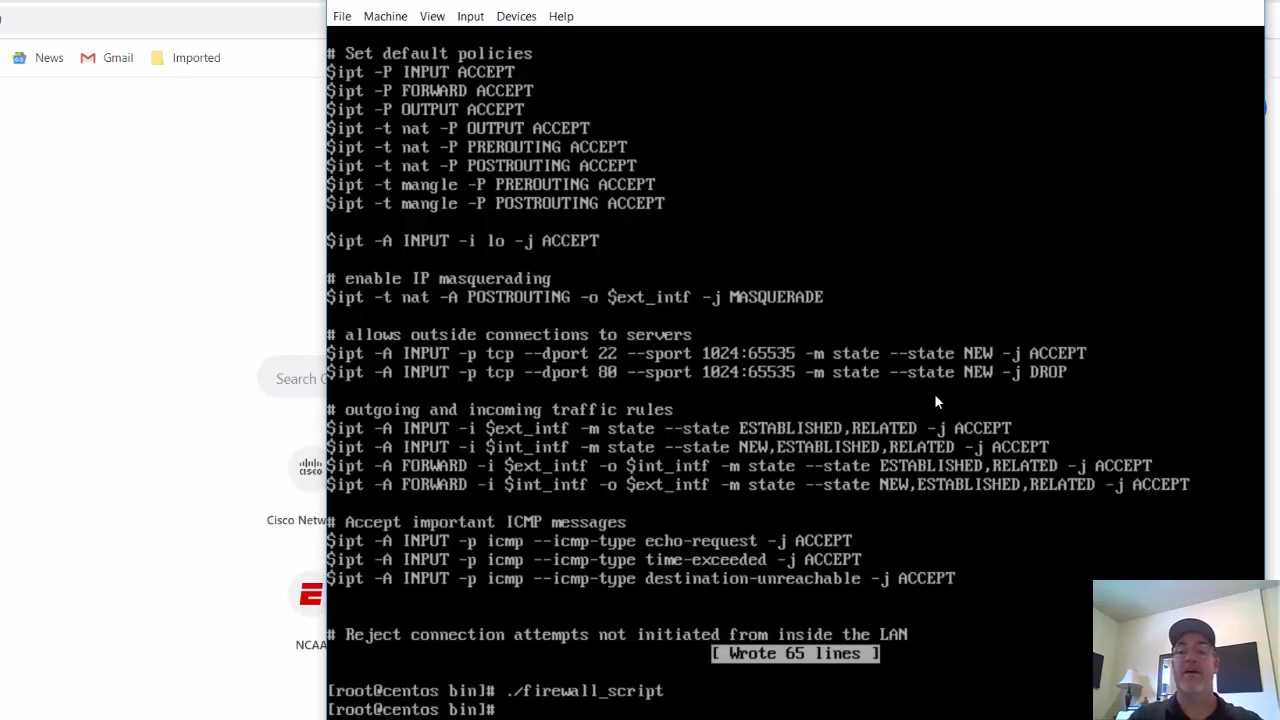 File Machine View Input Devices Help
News Gmail Imported
# Set default policies
$ipt -P INPUT ACCEPT
$ipt -P FORWARD ACCEPT
$ipt -P OUTPUT ACCEPT
$ipt -t nat -P OUTPUT ACCEPT
$ipt -t nat -P PREROUTING ACCEPT
$ipt -t nat -P POSTROUTING ACCEPT
$ipt -t mangle -P PREROUTING ACCEPT
$ipt -t mangle -P POSTROUTING ACCEPT
$ipt -A INPUT -i lo -j ACCEPT
# enable IP masquerading
$ipt -t nat -A POSTROUTING -o $ext_intf -j MASQUERADE
# allows outside connections to servers
$ipt -A INPUT -p tcp --dport 22 --sport 1024:65535 -m state --state NEW -j ACCEPT
$ipt -A INPUT -p tcp --dport 80 --sport 1024:65535 -m state --state NEW -j DROP
Search
# outgoing and incoming traffic rules
$ipt -A INPUT -i $ext_intf -m state --state ESTABLISHED,RELATED -j ACCEPT
$ipt -A INPUT -i $int_intf -m state --state NEW,ESTABLISHED,RELATED -j ACCEPT
$ipt -A FORWARD -i $ext_intf -o $int_intf -m state --state ESTABLISHED,RELATED -j ACCEPT
$ipt -A FORWARD -i $int_intf -o $ext_intf -m state --state NEW,ESTABLISHED,RELATED -j ACCEPT
cisco
Cisco Netw
# Accept important ICMP messages
$ipt -A INPUT -p icmp --icmp-type echo-request -j ACCEPT
$ipt -A INPUT -p icmp --icmp-type time-exceeded -j ACCEPT
$ipt -A INPUT -p icmp --icmp-type destination-unreachable -j ACCEPT
NCAA
# Reject connection attempts not initiated from inside the LAN
[ Wrote 65 lines ]
[root@centos bin]# ./firewall_script
[root@centos bin]#